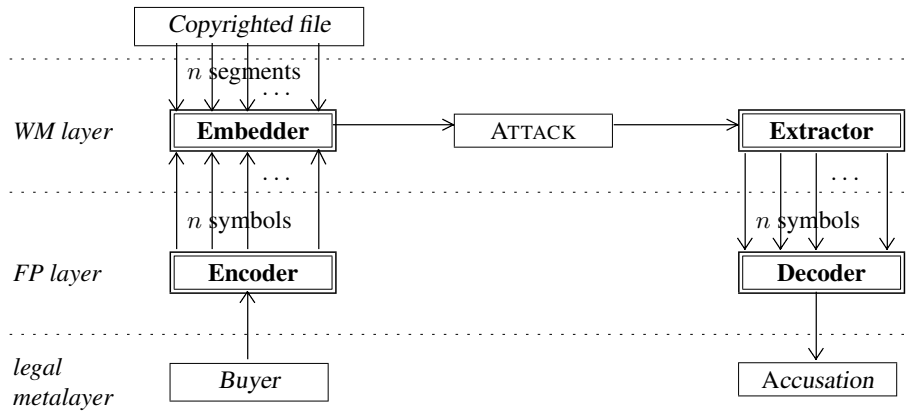 Copyrighted file
n segments
. . .
WM layer
Embedder
ATTACK
Extractor
. . .
. . .
n symbols
n symbols
FP layer
Encoder
Decoder
legal
metalayer
Buyer
Accusation